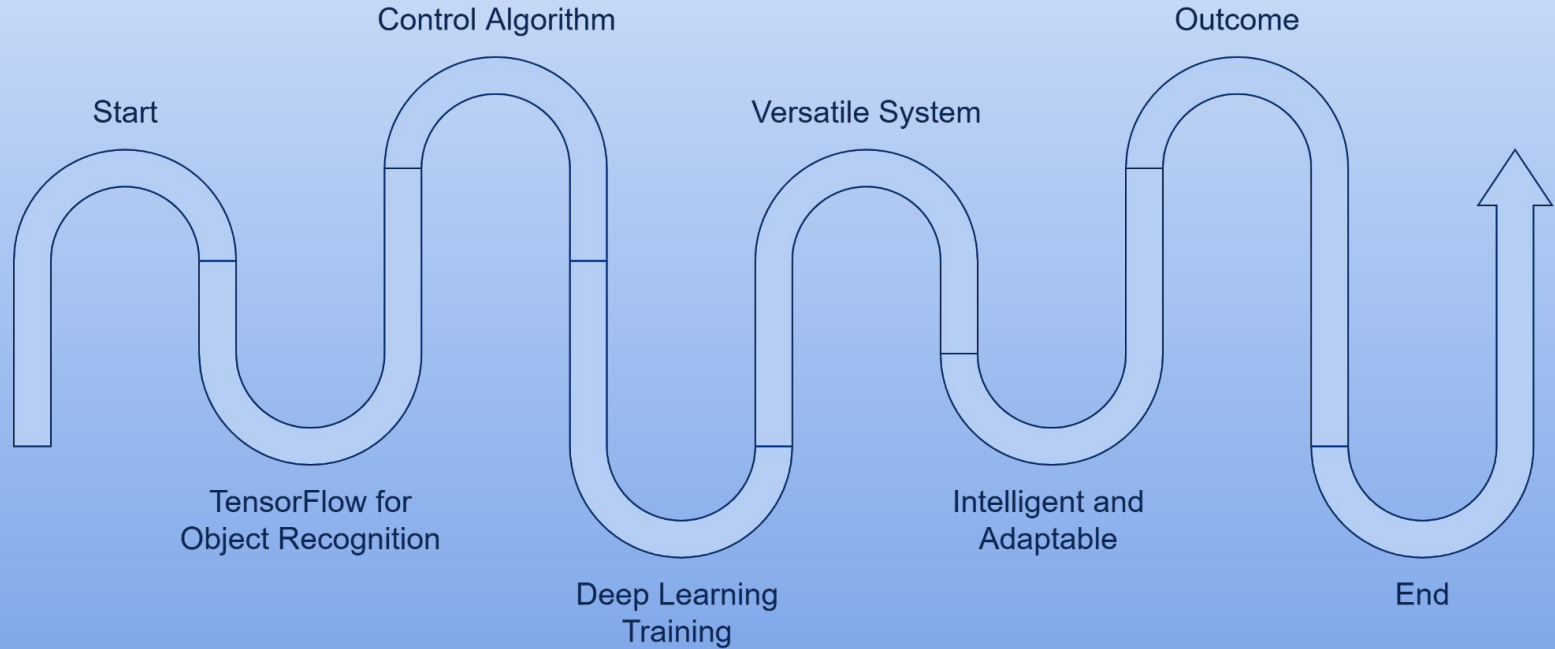 Start
TensorFlow for
Object Recognition
Control Algorithm
Deep Learning
Training
Versatile System
Intelligent and
Adaptable
Outcome
End